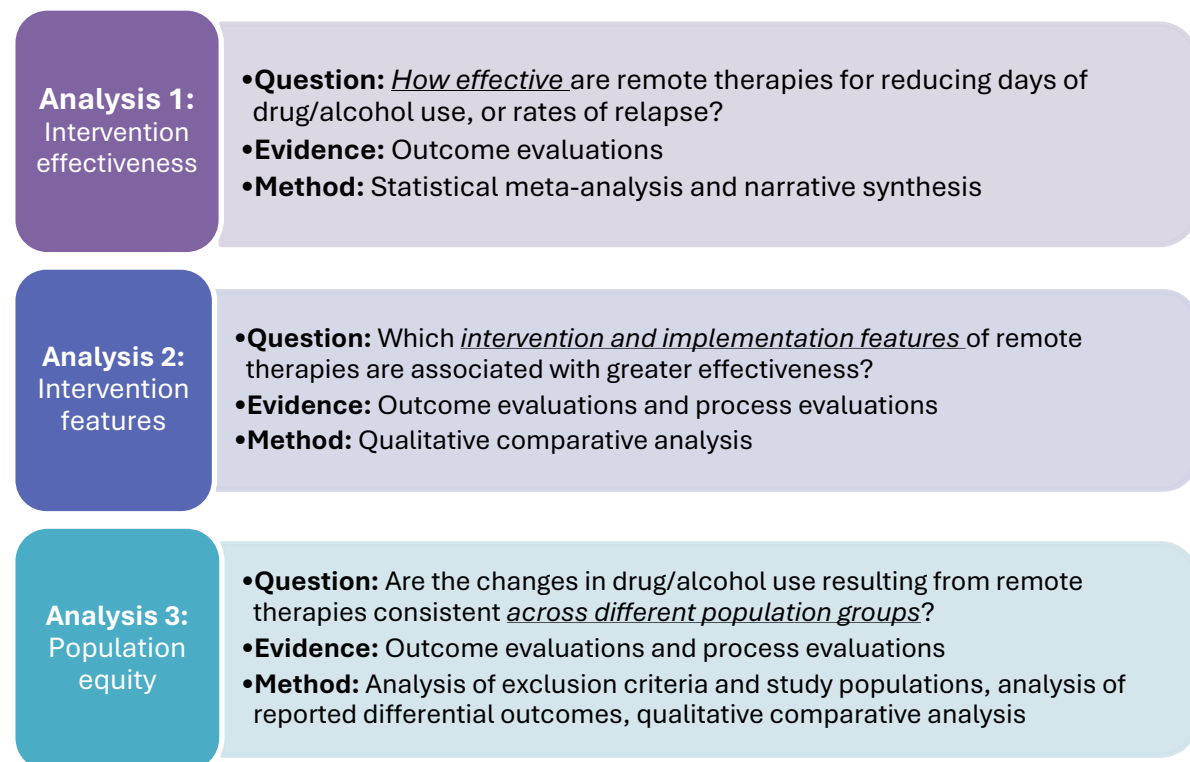 Analysis 1:
Intervention
effectiveness
•Question: How effective are remote therapies for reducing days of
drug/alcohol use, or rates of relapse?
•Evidence: Outcome evaluations
•Method: Statistical meta-analysis and narrative synthesis
Analysis 2:
Intervention
features
•Question: Which intervention and implementation features of remote
therapies are associated with greater effectiveness?
•Evidence: Outcome evaluations and process evaluations
•Method: Qualitative comparative analysis
Analysis 3:
Population
equity
•Question: Are the changes in drug/alcohol use resulting from remote
therapies consistent across different population groups?
•Evidence: Outcome evaluations and process evaluations
•Method: Analysis of exclusion criteria and study populations, analysis of
reported differential outcomes, qualitative comparative analysis